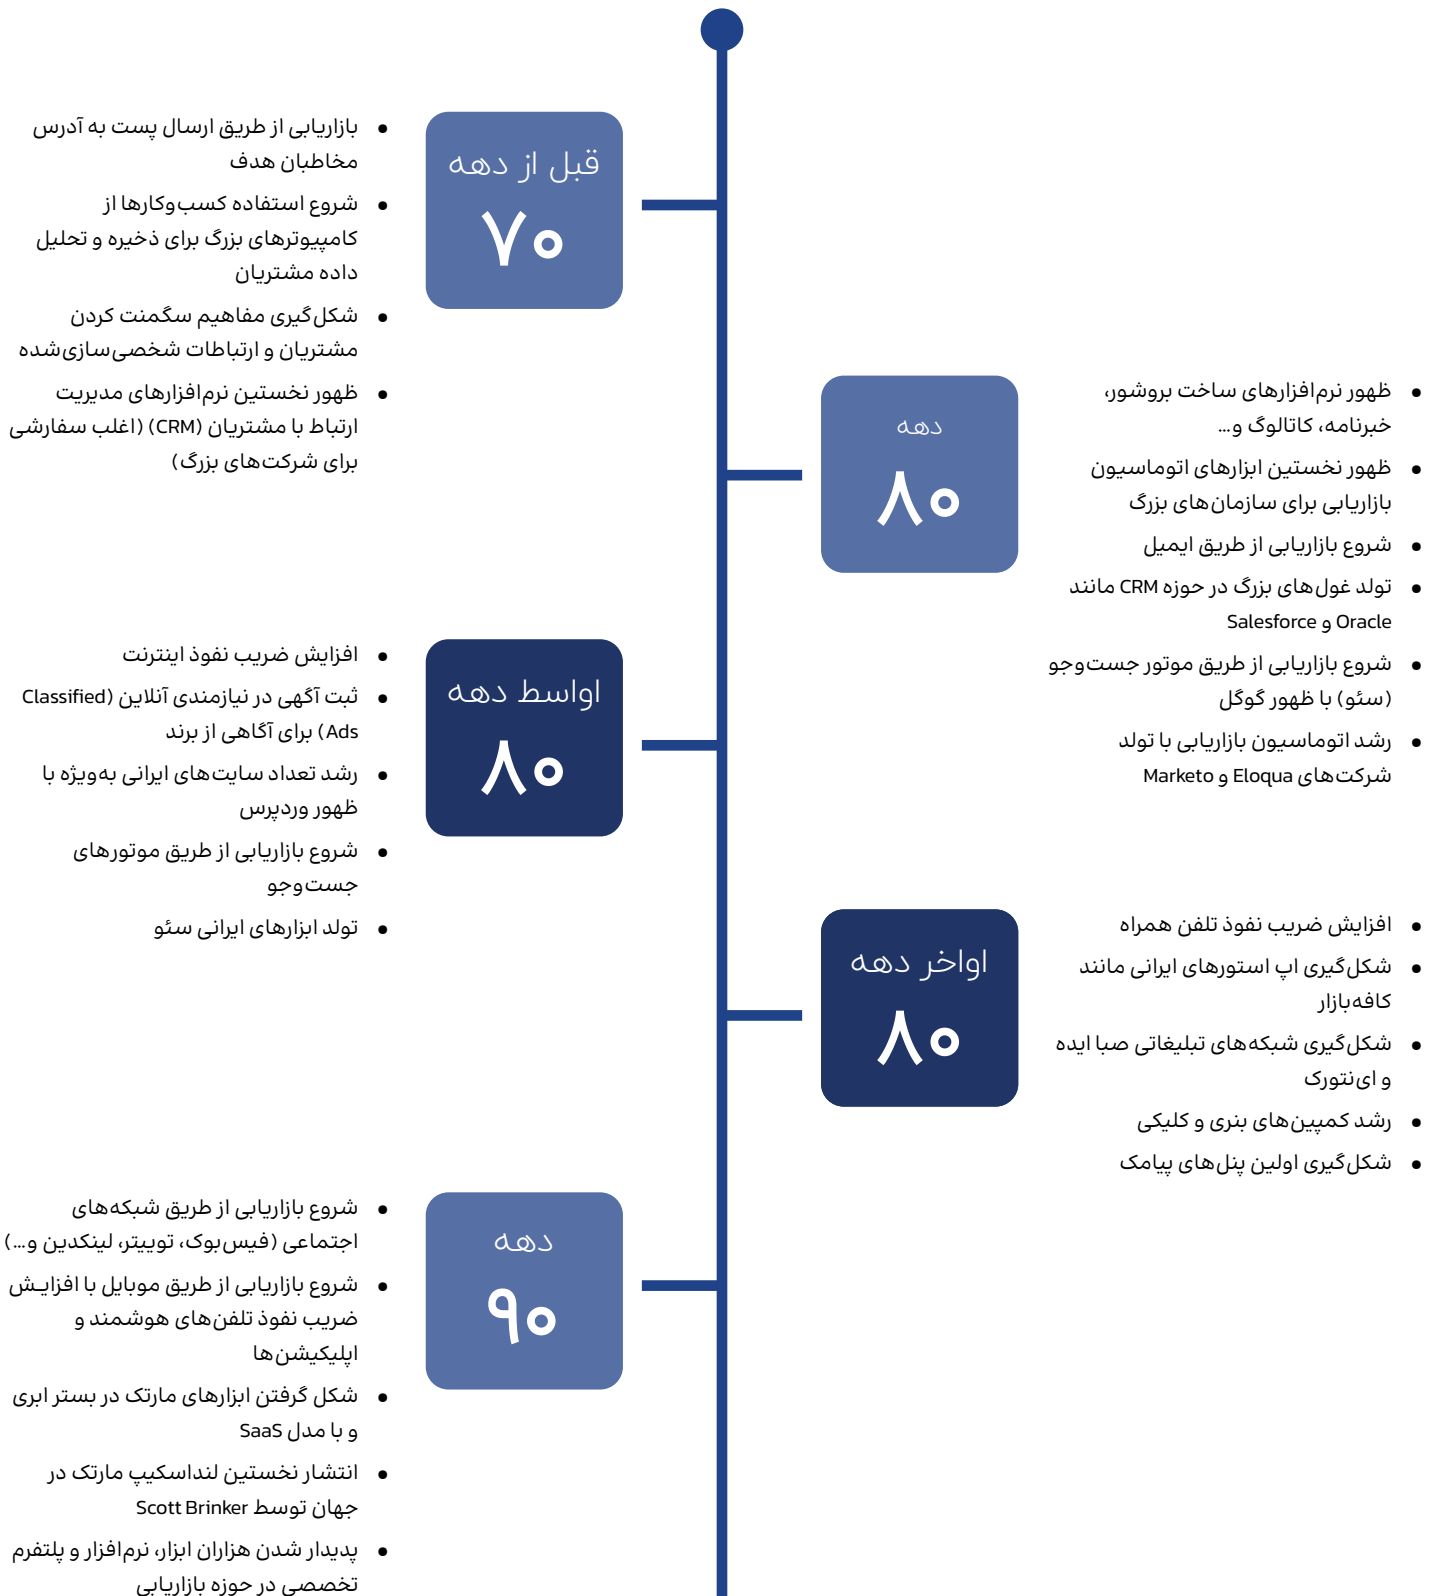 قبل از دهه
۷۰
بازاریابی از طریق ارسال پست به آدرس
مخاطبان هدف
شروع استفاده کسب‌وکارها از
کامپیوترهای بزرگ برای ذخیره و تحلیل
داده مشتریان
شکل‌گیری مفاهیم سگمنت کردن
مشتریان و ارتباطات شخصی‌سازی‌شده
ظهور نخستین نرم‌افزارهای مدیریت
ارتباط با مشتریان (CRM) (اغلب سفارشی
برای شرکت‌های بزرگ)
دهه
۸۰
ظهور نرم‌افزارهای ساخت بروشور،
خبرنامه، کاتالوگ و...
ظهور نخستین ابزارهای اتوماسیون
بازاریابی برای سازمان‌های بزرگ
شروع بازاریابی از طریق ایمیل
تولد غول‌های بزرگ در حوزه CRM مانند
Oracle و Salesforce
شروع بازاریابی از طریق موتور جست‌وجو
(سئو) با ظهور گوگل
رشد اتوماسیون بازاریابی با تولد
شرکت‌های Eloqua و Marketo
اواسط دهه
۸۰
افزایش ضریب نفوذ اینترنت
ثبت آگهی در نیازمندی آنلاین (Classified
Ads) برای آگاهی از برند
رشد تعداد سایت‌های ایرانی به‌ویژه با
ظهور وردپرس
شروع بازاریابی از طریق موتورهای
جست‌وجو
تولد ابزارهای ایرانی سئو
اواخر دهه
۸۰
افزایش ضریب نفوذ تلفن همراه
شکل‌گیری اپ استورهای ایرانی مانند
کافه‌بازار
شکل‌گیری شبکه‌های تبلیغاتی صبا ایده
و ای‌نتورک
رشد کمپین‌های بنری و کلیکی
شکل‌گیری اولین پنل‌های پیامک
دهه
۹۰
شروع بازاریابی از طریق شبکه‌های
اجتماعی (فیس‌بوک، توییتر، لینکدین و...)
شروع بازاریابی از طریق موبایل با افزایش
ضریب نفوذ تلفن‌های هوشمند و
اپلیکیشن‌ها
شکل گرفتن ابزارهای مارتک در بستر ابری
و با مدل SaaS
انتشار نخستین لنداسکیپ مارتک در
جهان توسط Scott Brinker
پدیدار شدن هزاران ابزار، نرم‌افزار و پلتفرم
تخصصی در حوزه بازاریابی